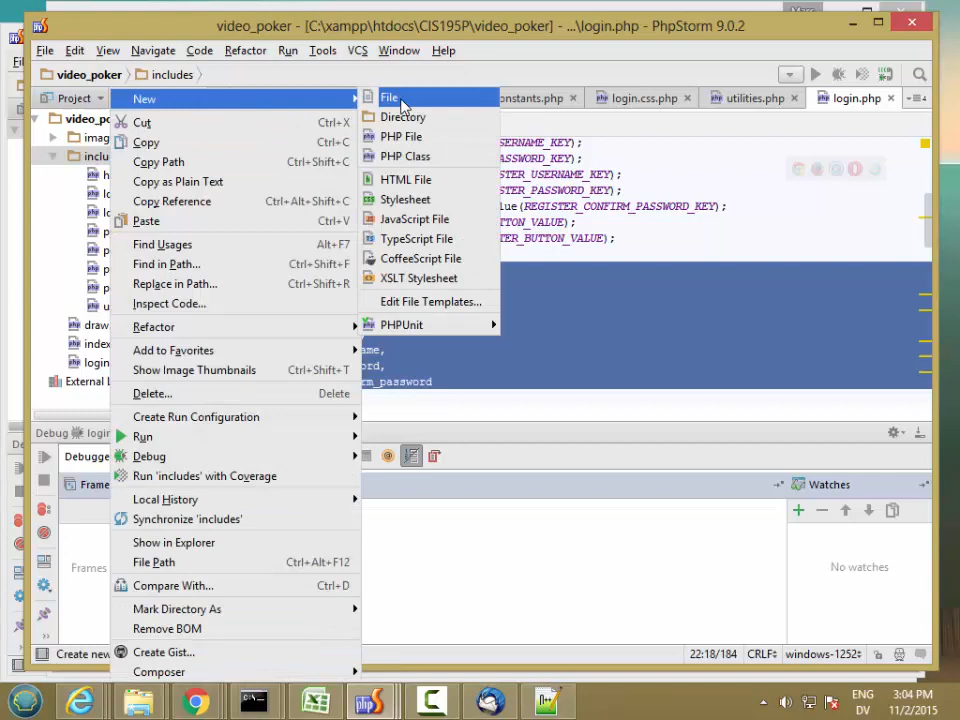 video_poker - [C:\xampp\htdocs\CIS195P\video_poker] - ...\login.php - PhpStorm 9.0.2
File Edit View Navigate Code Refactor Run Tools VCS Window Help
video_poker includes
Project
onstants.php login.css.php utilities.php login.php
video_po
imag
inclu
draw
index
login
External L
New
Cut Ctrl+X
Copy Ctrl+C
Copy Path Ctrl+Shift+C
Copy as Plain Text
Copy Reference Ctrl+Alt+Shift+C
Paste Ctrl+V
Find Usages Alt+F7
Find in Path... Ctrl+Shift+F
Replace in Path... Ctrl+Shift+R
Inspect Code...
Refactor
Add to Favorites
Show Image Thumbnails Ctrl+Shift+T
Delete... Delete
Create Run Configuration
Run
Debug
Run 'includes' with Coverage
Local History
Synchronize 'includes'
Show in Explorer
File Path Ctrl+Alt+F12
Compare With... Ctrl+D
Mark Directory As
Remove BOM
Create Gist...
Composer
File
Directory
PHP File
PHP Class
HTML File
Stylesheet
JavaScript File
TypeScript File
CoffeeScript File
XSLT Stylesheet
Edit File Templates...
PHPUnit
SERNAME_KEY);
ASSWORD_KEY);
STER_USERNAME_KEY);
STER_PASSWORD_KEY);
lue(REGISTER_CONFIRM_PASSWORD_KEY);
TTON_VALUE);
TER_BUTTON_VALUE);
ame,
ord,
rm_password
Debug login
Debugge
Frame
Frames
Watches
No watches
Create new
22:18/184 CRLF windows-1252
ENG
DV
3:04 PM
11/2/2015